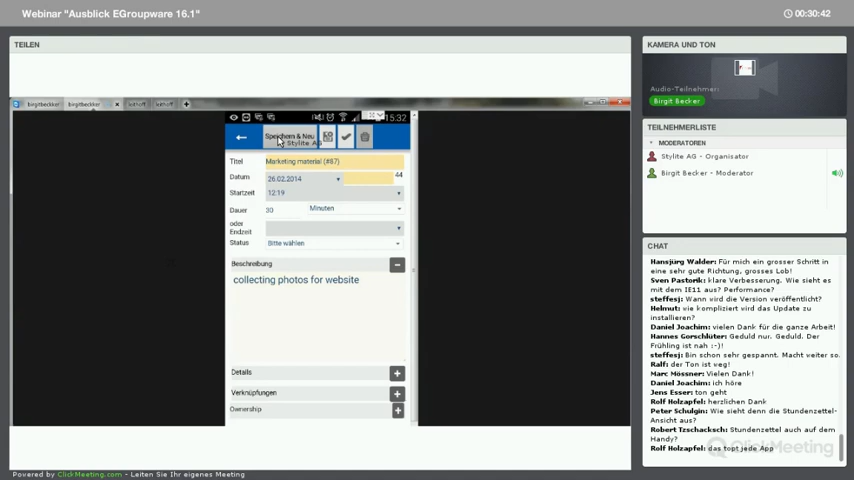 Webinar "Ausblick EGroupware 16.1"
00:30:42
TEILEN
birgitbeckker
birgitbeckker
15:32
Speichern & Neu
Stylite AG
Titel
Marketing material (#87)
Datum
26.02.2014
44
Startzeit
12:19
Dauer
30
Minuten
oder
Endzeit
Status
Bitte wählen
Beschreibung
collecting photos for website
Details
Verknüpfungen
Ownership
Powered by ClickMeeting.com - Leiten Sie Ihr eigenes Meeting
KAMERA UND TON
Audio-Teilnehmer:
Birgit Becker
TEILNEHMERLISTE
MODERATOREN
Stylite AG - Organisator
Birgit Becker - Moderator
CHAT
Hansjürg Walder: Für mich ein grosser Schritt in
eine sehr gute Richtung, grosses Lob!
Sven Pastorik: klare Verbesserung. Wie sieht es
mit dem IE11 aus? Performance?
steffesj: Wann wird die Version veröffentlicht?
Helmut: wie kompliziert wird das Update zu
installieren?
Daniel Joachim: vielen Dank für die ganze Arbeit!
Hannes Gorschlüter: Geduld nur. Geduld. Der
Frühling ist nah :-)!
steffesj: Bin schon sehr gespannt. Macht weiter so.
Ralf: der Ton ist weg!
Marc Mössner: Vielen Dank!
Daniel Joachim: ich höre
Jens Esser: ton geht
Rolf Holzapfel: herzlichen Dank
Peter Schulgin: Wie sieht denn die Stundenzettel-
Ansicht aus?
Robert Tzschacksch: Stundenzettel auch auf dem
Handy?
Rolf Holzapfel: das topt jede App
ClickMeeting